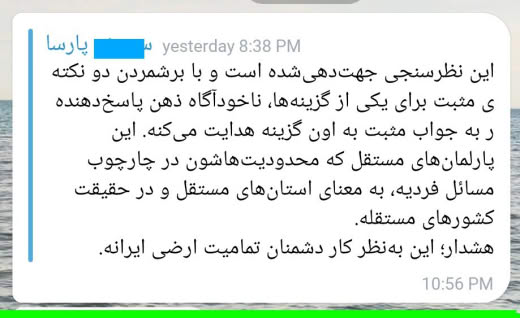 پارسا yesterday 8:38 PM
این نظرسنجی جهت‌دهی‌شده است و با برشمردن دو نکته
ی مثبت برای یکی از گزینه‌ها، ناخودآگاه ذهن پاسخ‌دهنده
ر به جواب مثبت به اون گزینه هدایت می‌کنه. این
پارلمان‌های مستقل که محدودیت‌هاشون در چارچوب
مسائل فردیه، به معنای استان‌های مستقل و در حقیقت
کشورهای مستقله.
هشدار؛ این به‌نظر کار دشمنان تمامیت ارضی ایرانه.
10:56 PM